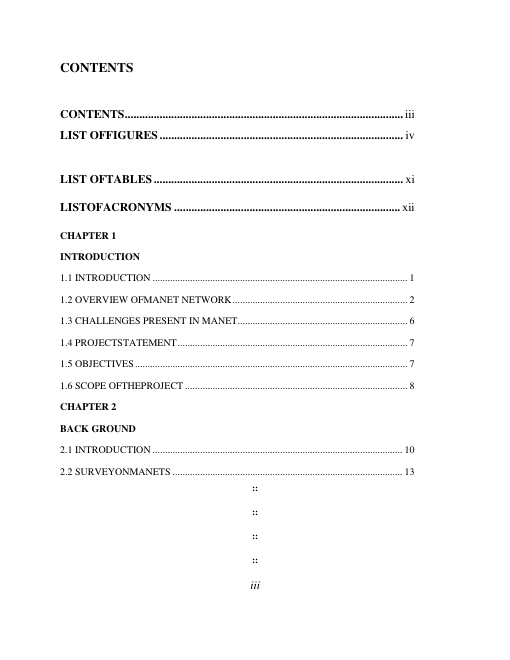 CONTENTS
CONTENTS................................................................................................ iii
LIST OFFIGURES .................................................................................... iv
LIST OFTABLES ...................................................................................... xi
LISTOFACRONYMS .............................................................................. xii
CHAPTER 1
INTRODUCTION
1.1 INTRODUCTION ...................................................................................................... 1
1.2 OVERVIEW OFMANET NETWORK...................................................................... 2
1.3 CHALLENGES PRESENT IN MANET.................................................................... 6
1.4 PROJECTSTATEMENT............................................................................................ 7
1.5 OBJECTIVES............................................................................................................. 7
1.6 SCOPE OFTHEPROJECT ......................................................................................... 8
CHAPTER 2
BACK GROUND
2.1 INTRODUCTION .................................................................................................... 10
2.2 SURVEYONMANETS ............................................................................................ 13
::
::
::
::
iii